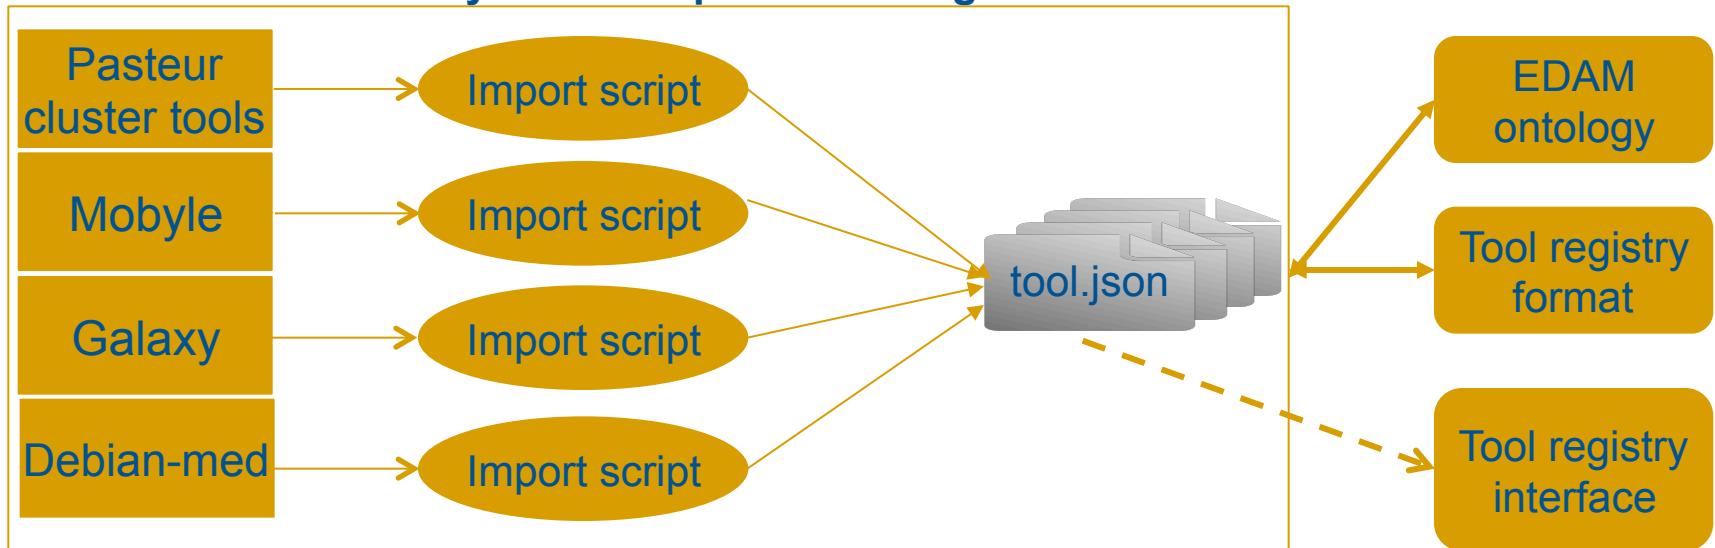 Pasteur
cluster tools
Import script
EDAM
ontology
Mobyle
Import script
tool.json
Tool registry
format
Galaxy
Import script
Debian-med
Import script
Tool registry
interface